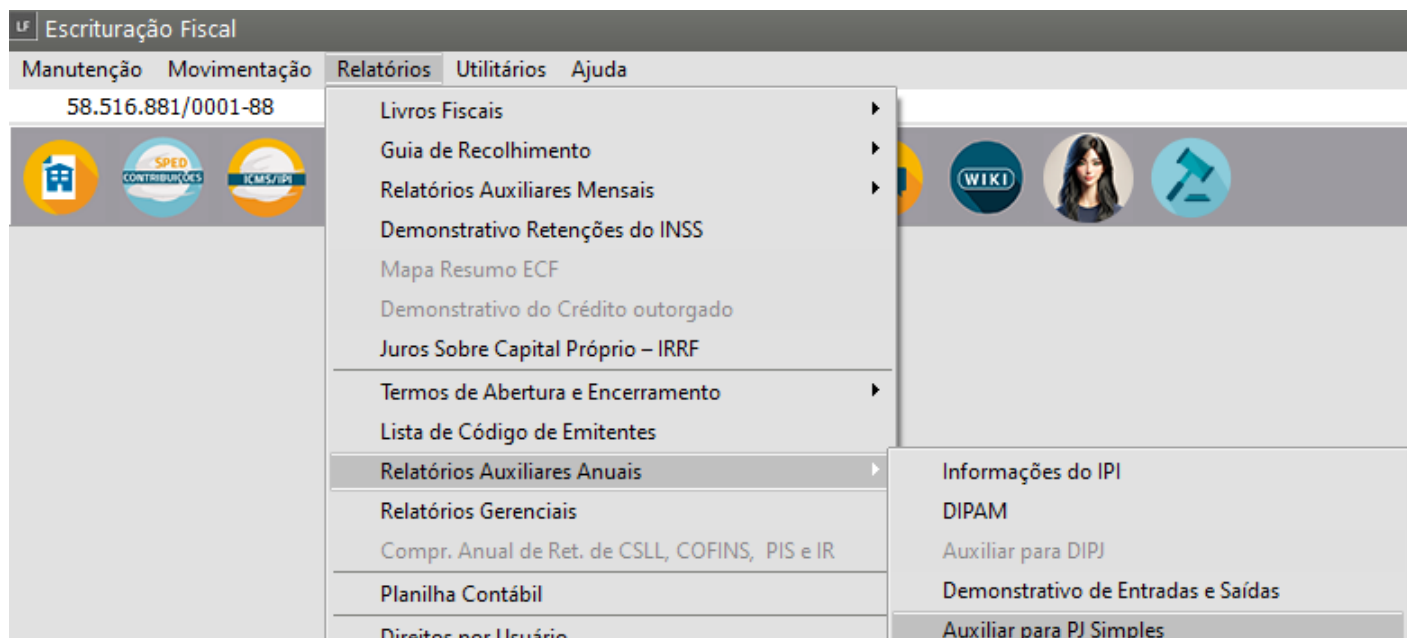 LF Escrituração Fiscal
Manutenção Movimentação Relatórios Utilitários Ajuda
58.516.881/0001-88
SPED CONTRIBUIÇÕES
ICMS/IPI
WIKI
Livros Fiscais
Guia de Recolhimento
Relatórios Auxiliares Mensais
Demonstrativo Retenções do INSS
Mapa Resumo ECF
Demonstrativo do Crédito outorgado
Juros Sobre Capital Próprio – IRRF
Termos de Abertura e Encerramento
Lista de Código de Emitentes
Relatórios Auxiliares Anuais
Relatórios Gerenciais
Compr. Anual de Ret. de CSLL, COFINS, PIS e IR
Planilha Contábil
Direitos por Usuário
Informações do IPI
DIPAM
Auxiliar para DIPJ
Demonstrativo de Entradas e Saídas
Auxiliar para PJ Simples